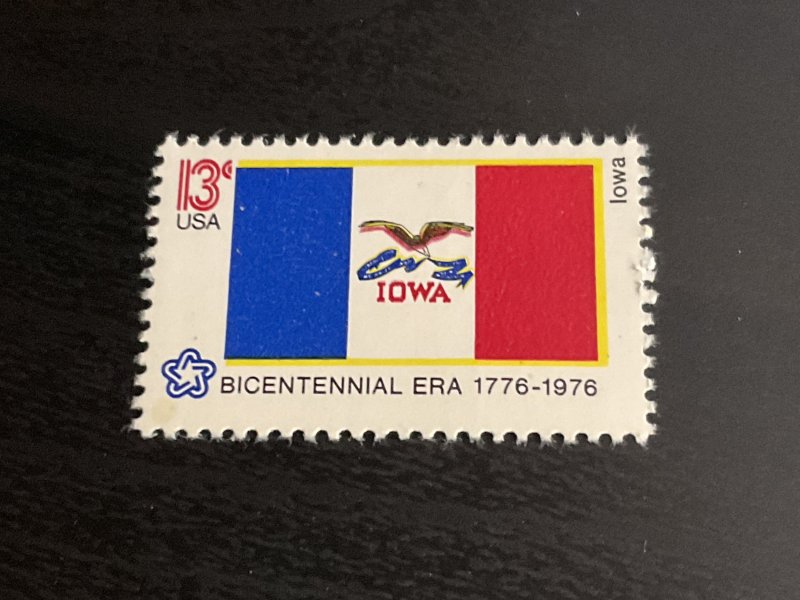 13c
USA
Iowa
IOWA
BICENTENNIAL ERA 1776-1976